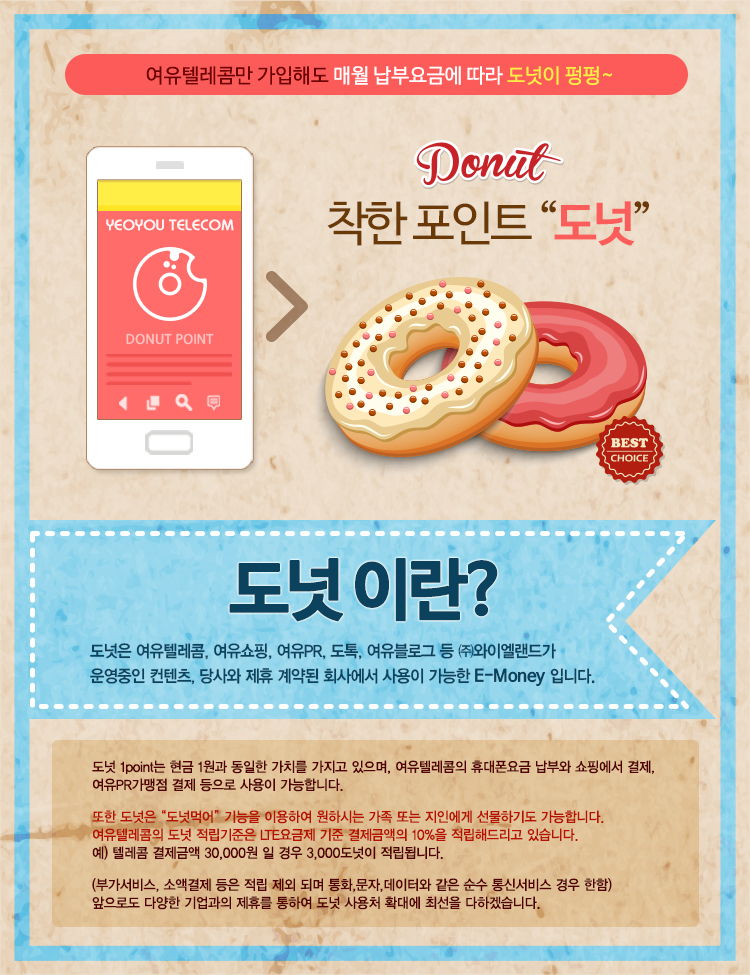 여유텔레콤만 가입해도 매월 납부요금에 따라 도넛이 펑펑~
Donut
착한 포인트 “도넛”
YEOYOU TELECOM
DONUT POINT
BEST
CHOICE
도넛 이란?
도넛은 여유텔레콤, 여유쇼핑, 여유PR, 도톡, 여유블로그 등 ㈜와이엘랜드가
운영중인 컨텐츠, 당사와 제휴 계약된 회사에서 사용이 가능한 E-Money 입니다.
도넛 1point는 현금 1원과 동일한 가치를 가지고 있으며, 여유텔레콤의 휴대폰요금 납부와 쇼핑에서 결제,
여유PR가맹점 결제 등으로 사용이 가능합니다.
또한 도넛은 “도넛먹어” 기능을 이용하여 원하시는 가족 또는 지인에게 선물하기도 가능합니다.
여유텔레콤의 도넛 적립기준은 LTE요금제 기준 결제금액의 10%을 적립해드리고 있습니다.
예) 텔레콤 결제금액 30,000원 일 경우 3,000도넛이 적립됩니다.
(부가서비스, 소액결제 등은 적립 제외 되며 통화,문자,데이터와 같은 순수 통신서비스 경우 한함)
앞으로도 다양한 기업과의 제휴를 통하여 도넛 사용처 확대에 최선을 다하겠습니다.